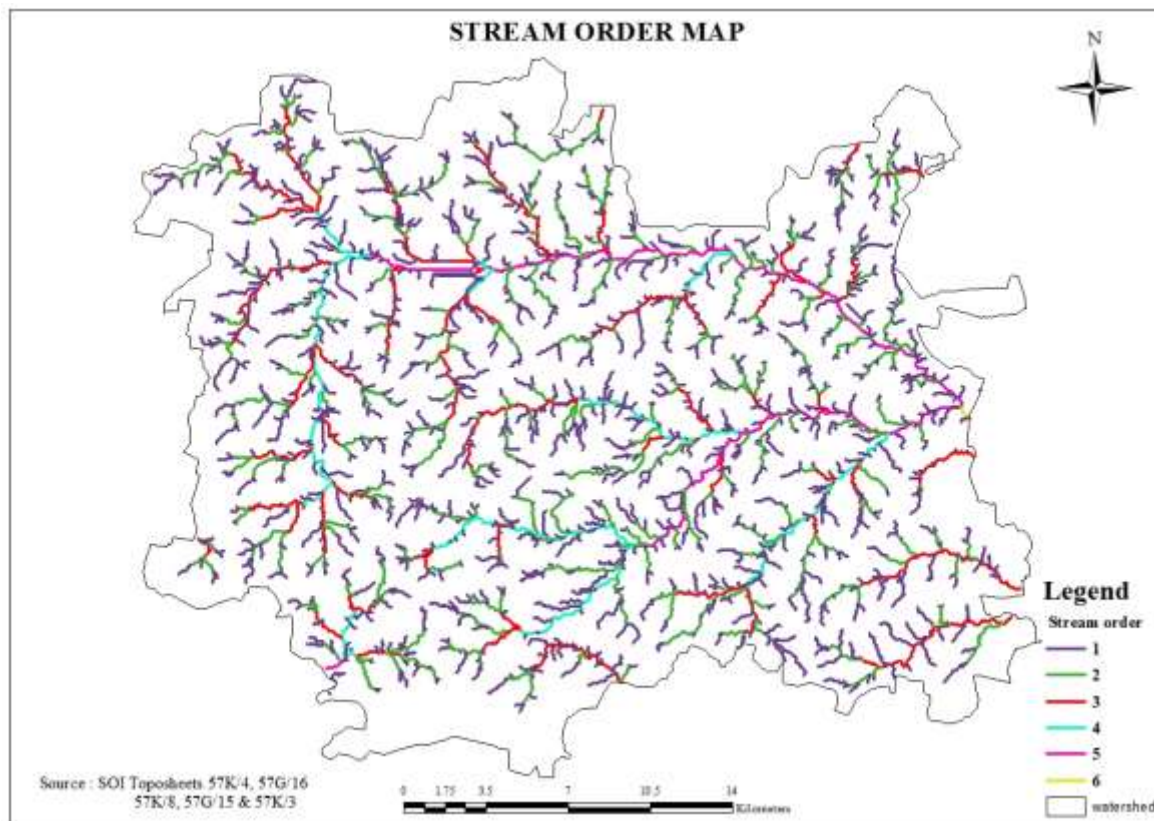 STREAM ORDER MAP
N
Legend
Stream order
1
2
3
4
5
6
watershed
Source : SOI Toposheets 57K/4, 57G/16
57K/8, 57G/15 & 57K/3
0 1.75 3.5 7 10.5 14
Kilometers